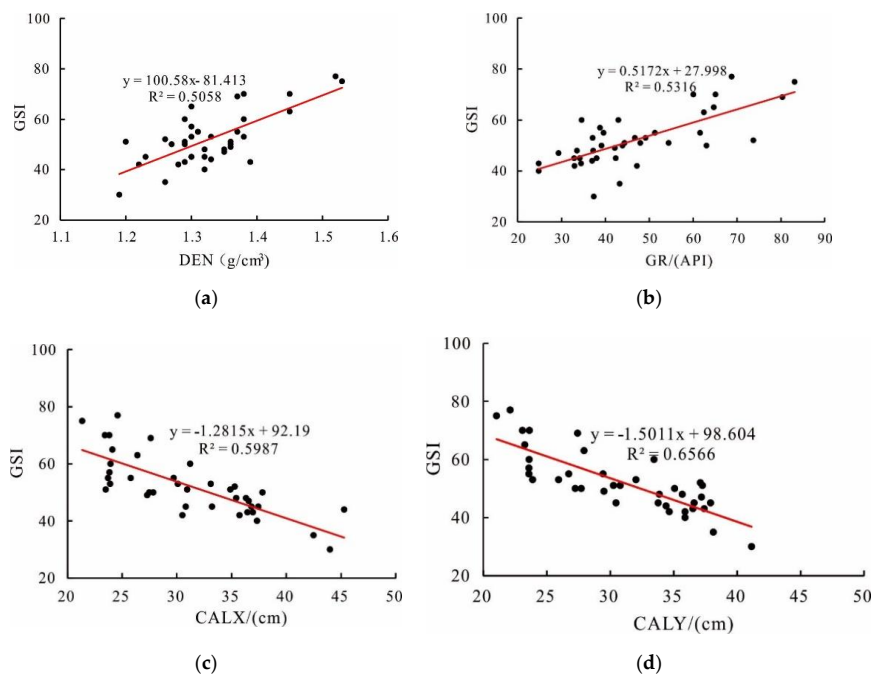 100
80
60
40
20
GSI
y = 100.58x- 81.413
R² = 0.5058
1.1 1.2 1.3 1.4 1.5 1.6
DEN (g/cm³)
(a)
100
80
60
40
20
GSI
y = 0.5172x + 27.998
R² = 0.5316
20 30 40 50 60 70 80 90
GR/(API)
(b)
100
80
60
40
20
GSI
y = -1.2815x + 92.19
R² = 0.5987
20 25 30 35 40 45 50
CALX/(cm)
(c)
100
80
60
40
20
GSI
y = -1.5011x + 98.604
R² = 0.6566
20 25 30 35 40 45 50
CALY/(cm)
(d)